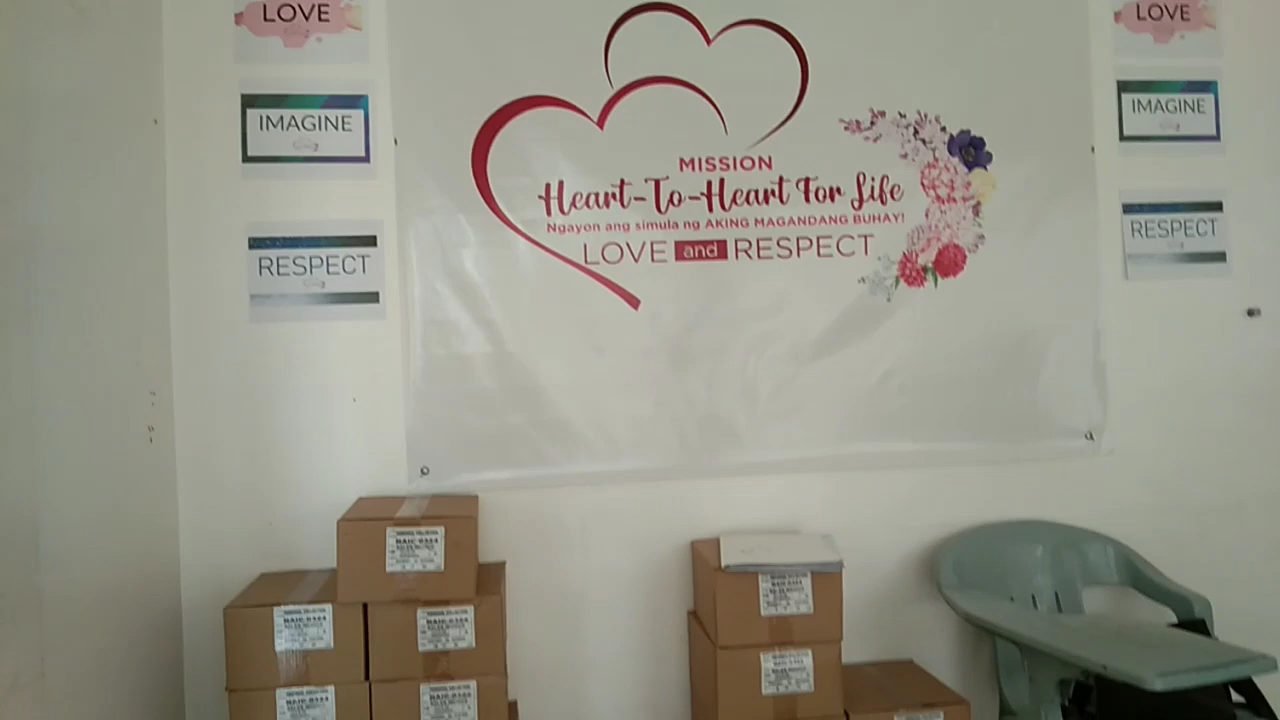 LOVE
IMAGINE
RESPECT
MISSION
Heart-To-Heart For Life
Ngayon ang simula ng AKING MAGANDANG BUHAY!
LOVE and RESPECT
LOVE
IMAGINE
RESPECT